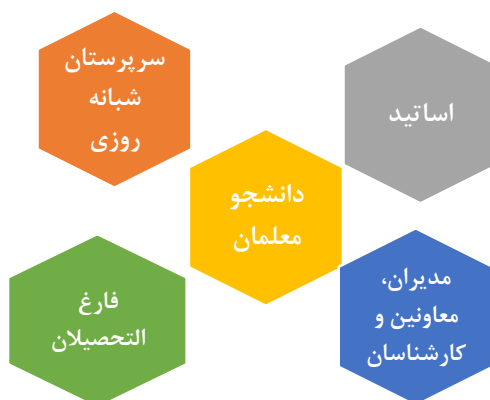 سرپرستان
شبانه
روزی
اساتید
دانشجو
معلمان
فارغ
التحصیلان
مدیران،
معاونین و
کارشناسان